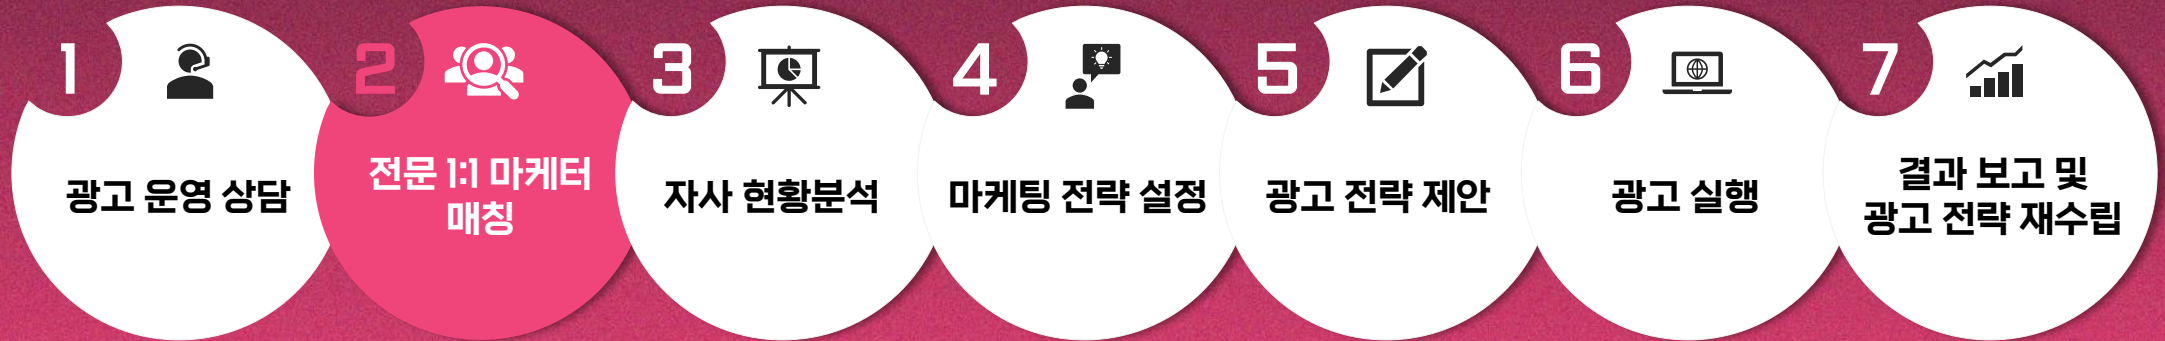 1
광고 운영 상담
2
전문 1:1 마케터
매칭
3
자사 현황분석
4
마케팅 전략 설정
5
광고 전략 제안
6
광고 실행
7
결과 보고 및
광고 전략 재수립